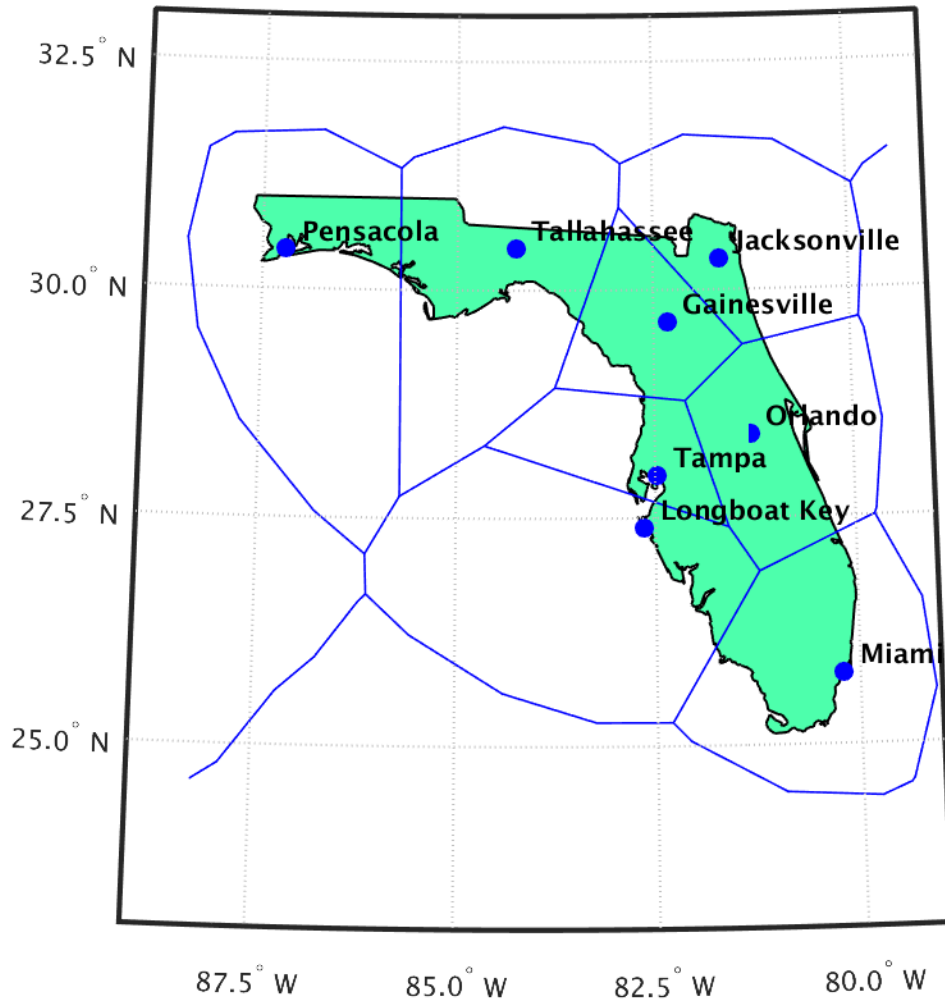 32.5° N
Pensacola
Tallahassee
Jacksonville
30.0° N
Gainesville
Orlando
Tampa
27.5° N
Longboat Key
Miami
25.0° N
87.5° W
85.0° W
82.5° W
80.0° W